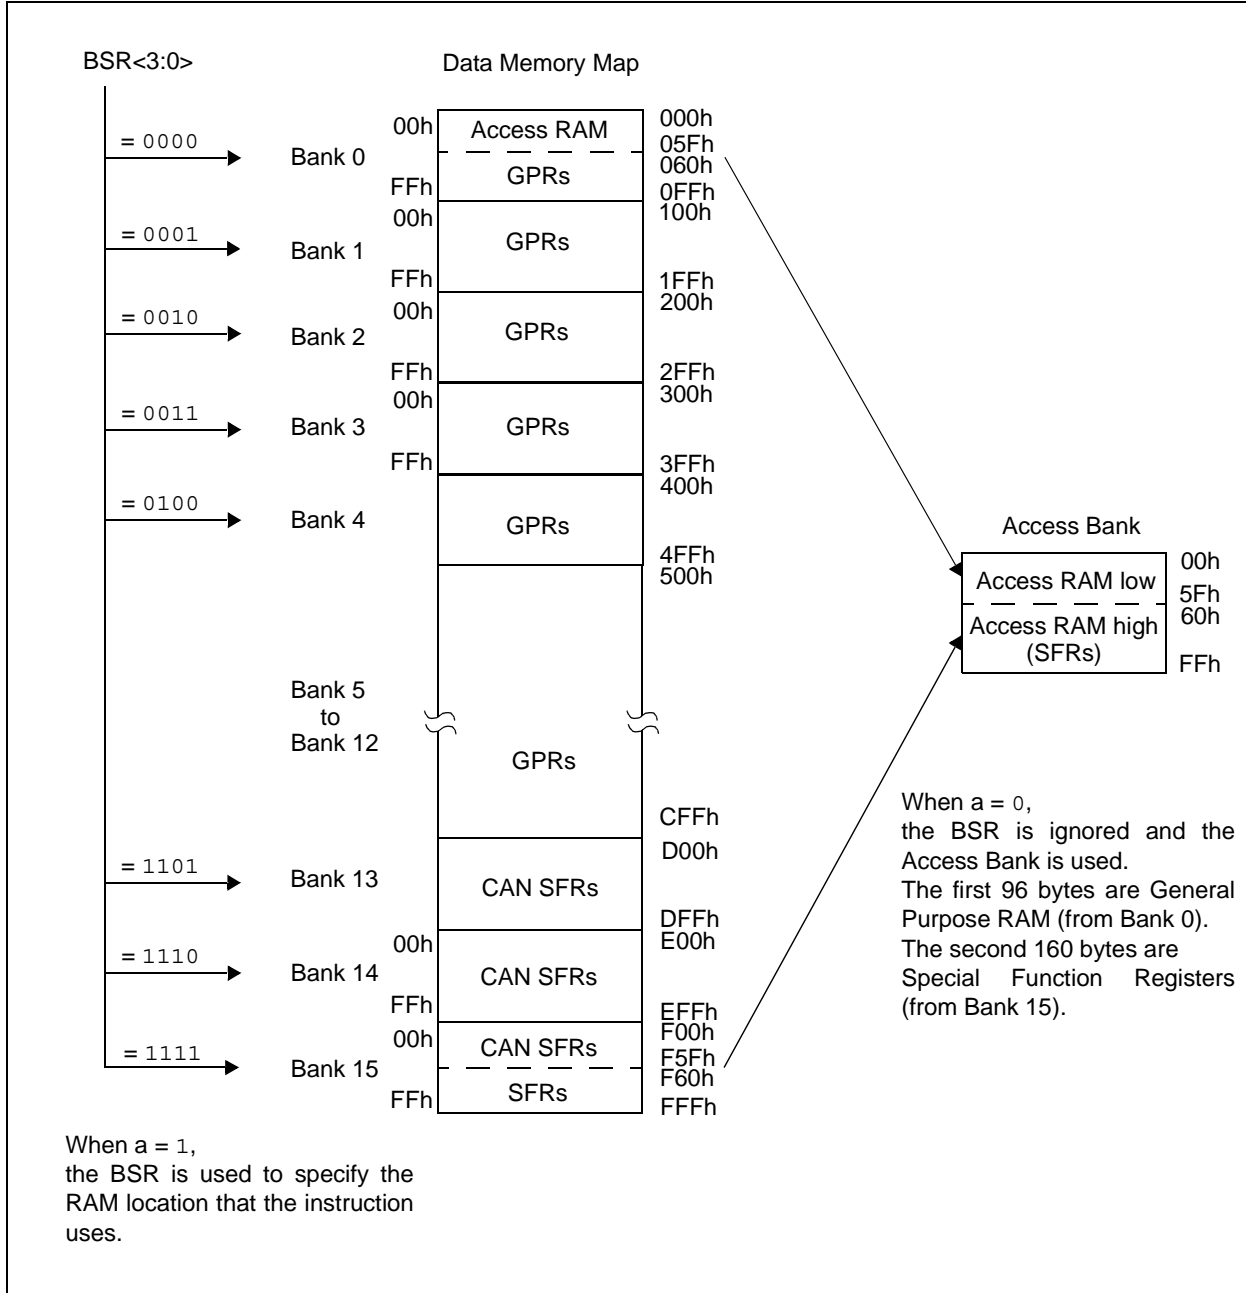 BSR<3:0>
Data Memory Map
= 0000
Bank 0
00h
FFh
Access RAM
GPRs
000h
05Fh
060h
0FFh
= 0001
Bank 1
00h
FFh
GPRs
100h
1FFh
= 0010
Bank 2
00h
FFh
GPRs
200h
2FFh
= 0011
Bank 3
00h
FFh
GPRs
300h
3FFh
= 0100
Bank 4
GPRs
400h
4FFh
500h
Bank 5
to
Bank 12
GPRs
CFFh
= 1101
Bank 13
CAN SFRs
D00h
DFFh
= 1110
Bank 14
00h
FFh
CAN SFRs
E00h
EFFh
= 1111
Bank 15
00h
FFh
CAN SFRs
SFRs
F00h
F5Fh
F60h
FFFh
Access Bank
Access RAM low
Access RAM high
(SFRs)
00h
5Fh
60h
FFh
When a = 0,
the BSR is ignored and the
Access Bank is used.
The first 96 bytes are General
Purpose RAM (from Bank 0).
The second 160 bytes are
Special Function Registers
(from Bank 15).
When a = 1,
the BSR is used to specify the
RAM location that the instruction
uses.